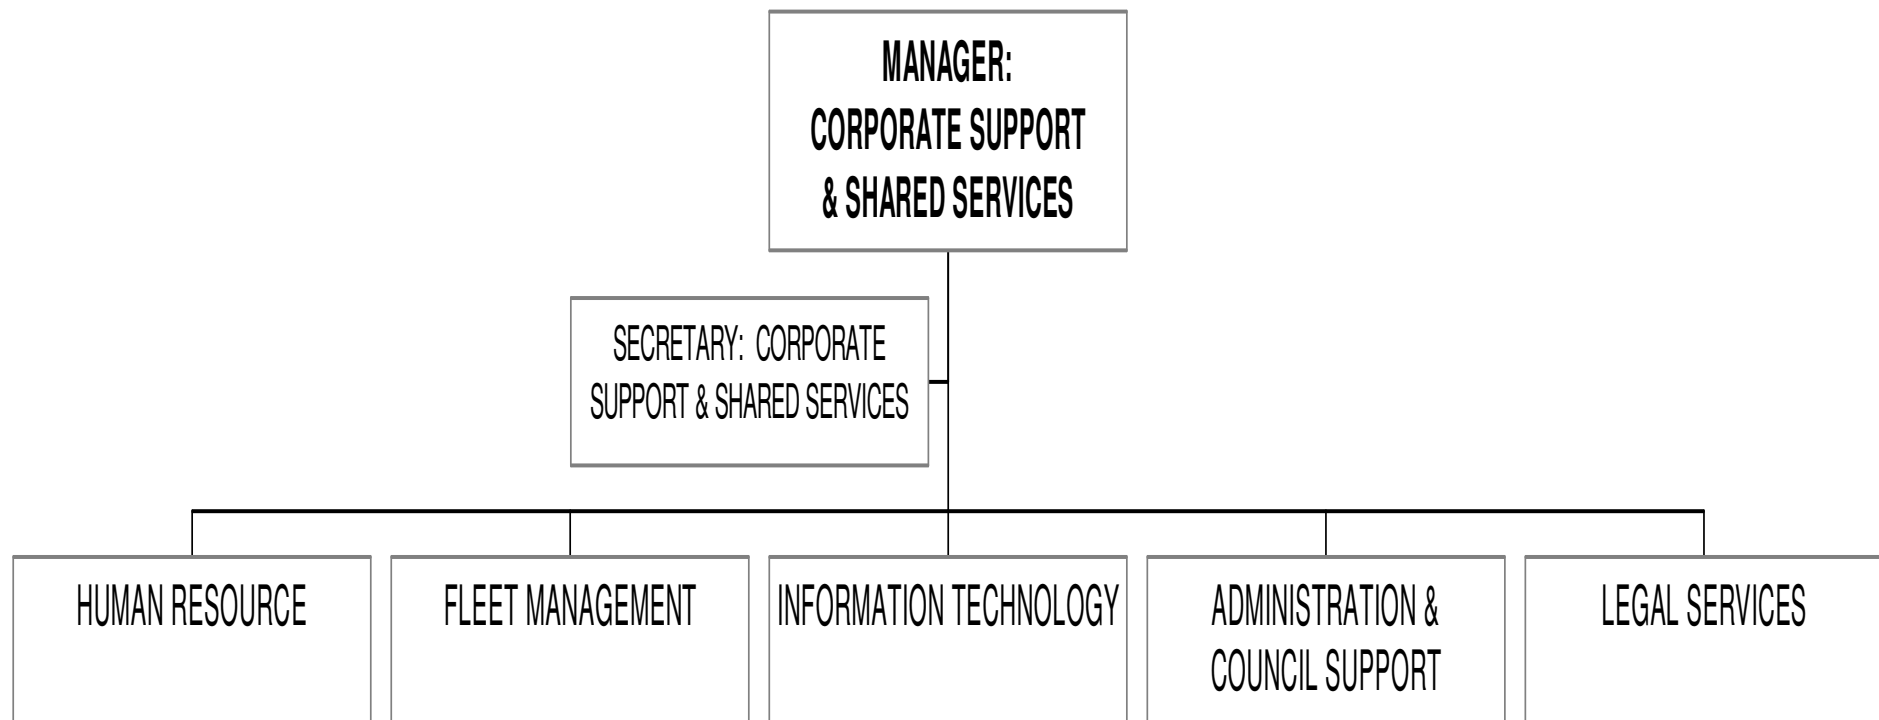 MANAGER:
CORPORATE SUPPORT
& SHARED SERVICES
SECRETARY: CORPORATE
SUPPORT & SHARED SERVICES
HUMAN RESOURCE
FLEET MANAGEMENT
INFORMATION TECHNOLOGY
ADMINISTRATION &
COUNCIL SUPPORT
LEGAL SERVICES